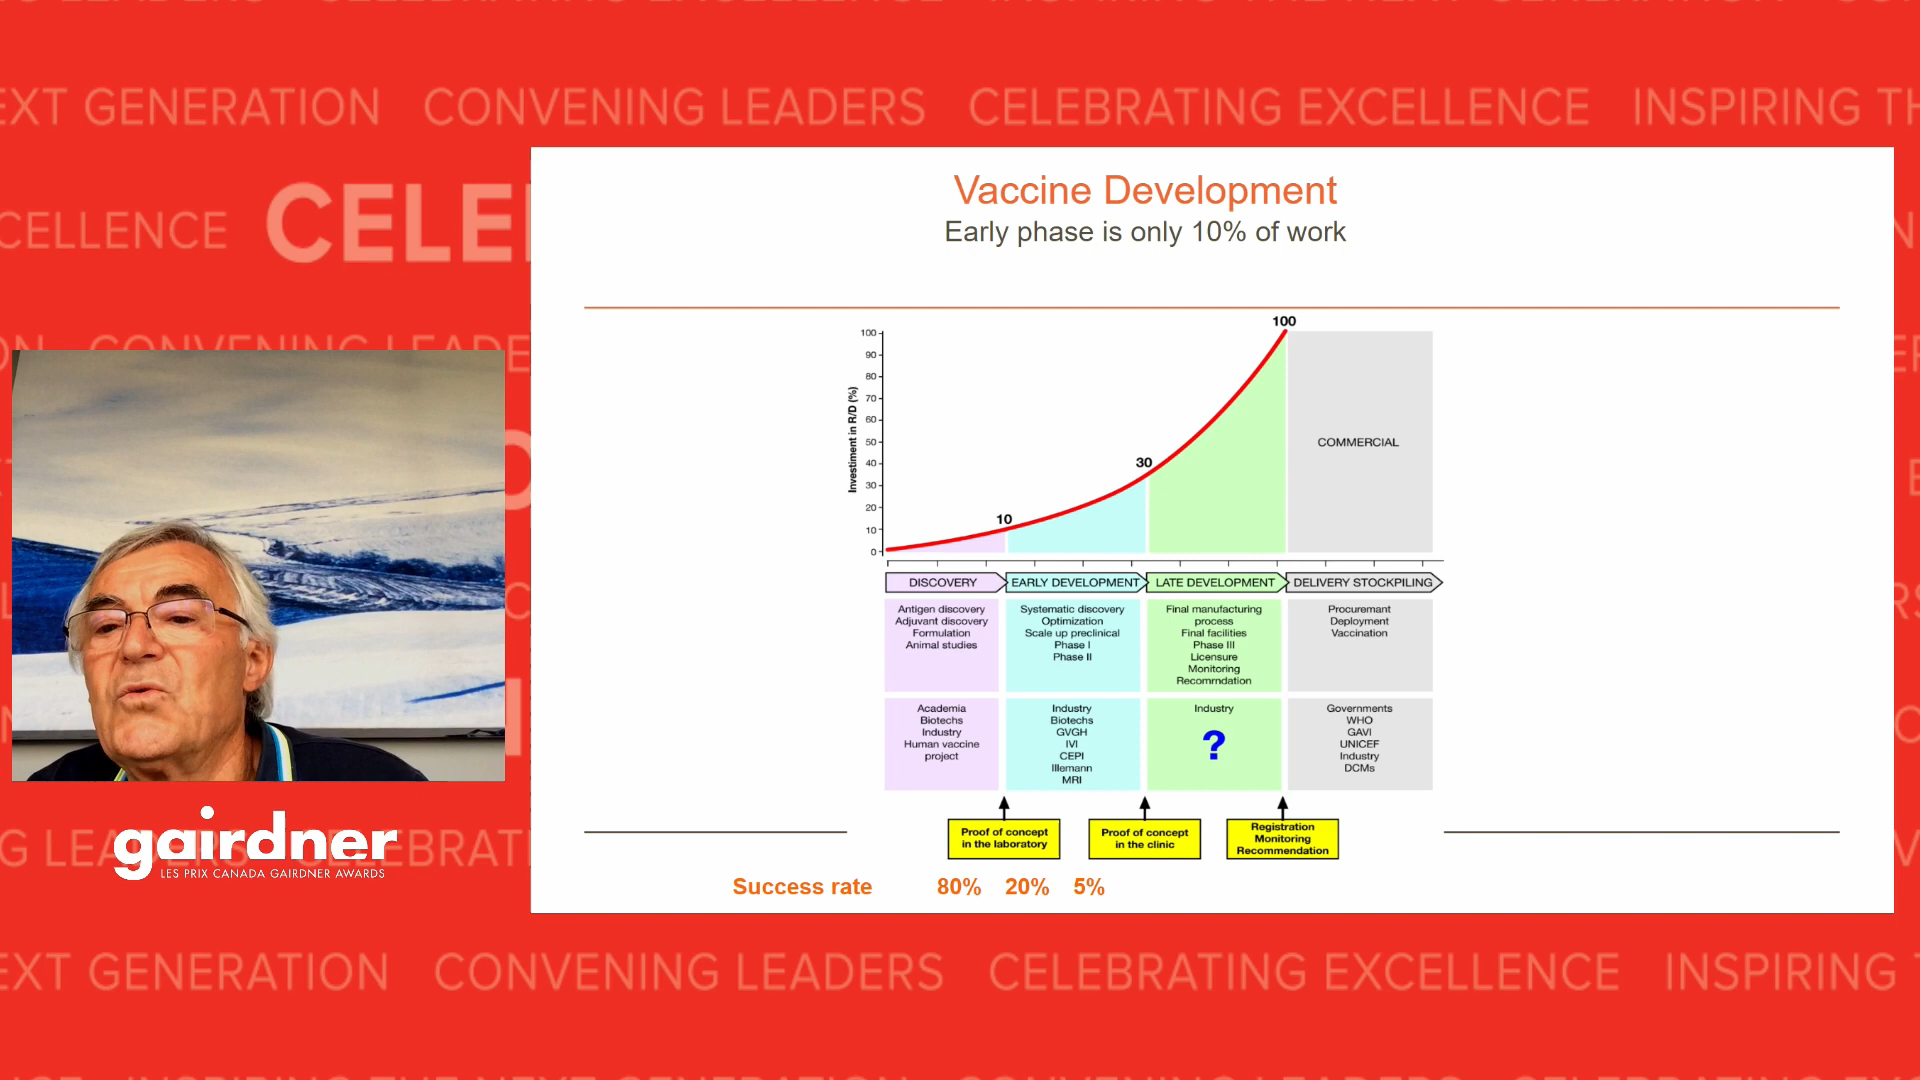 EXT GENERATION CONVENING LEADERS CELEBRATING EXCELLENCE INSPIRING TH
CELLENCE CELE
CONVENING LEADE
gairdner
LES PRIX CANADA GAIRDNER AWARDS
Vaccine Development
Early phase is only 10% of work
Investiment in R/D (%)
100
90
80
70
60
50
40
30
20
10
0
10
30
100
COMMERCIAL
DISCOVERY
EARLY DEVELOPMENT
LATE DEVELOPMENT
DELIVERY STOCKPILING
Antigen discovery
Adjuvant discovery
Formulation
Animal studies
Systematic discovery
Optimization
Scale up preclinical
Phase I
Phase II
Final manufacturing
process
Final facilities
Phase III
Licensure
Monitoring
Recomrndation
Procuremant
Deployment
Vaccination
Academia
Biotechs
Industry
Human vaccine
project
Industry
Biotechs
GVGH
IVI
CEPI
Illemann
MRI
Industry
?
Governments
WHO
GAVI
UNICEF
Industry
DCMs
Proof of concept
in the laboratory
Proof of concept
in the clinic
Registration
Monitoring
Recommendation
Success rate 80% 20% 5%
EXT GENERATION CONVENING LEADERS CELEBRATING EXCELLENCE INSPIRING